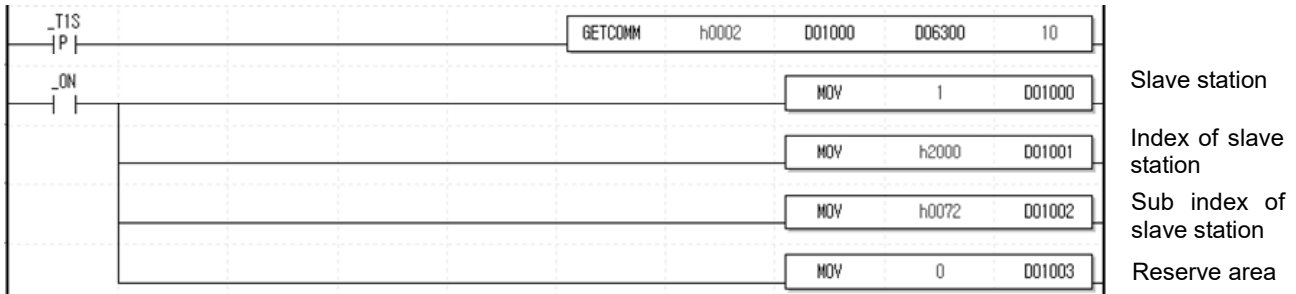 _T1S
P
GETCOMM h0002 D01000 D06300 10
_ON
MOV 1 D01000
Slave station
MOV h2000 D01001
Index of slave
station
MOV h0072 D01002
Sub index of
slave station
MOV 0 D01003
Reserve area